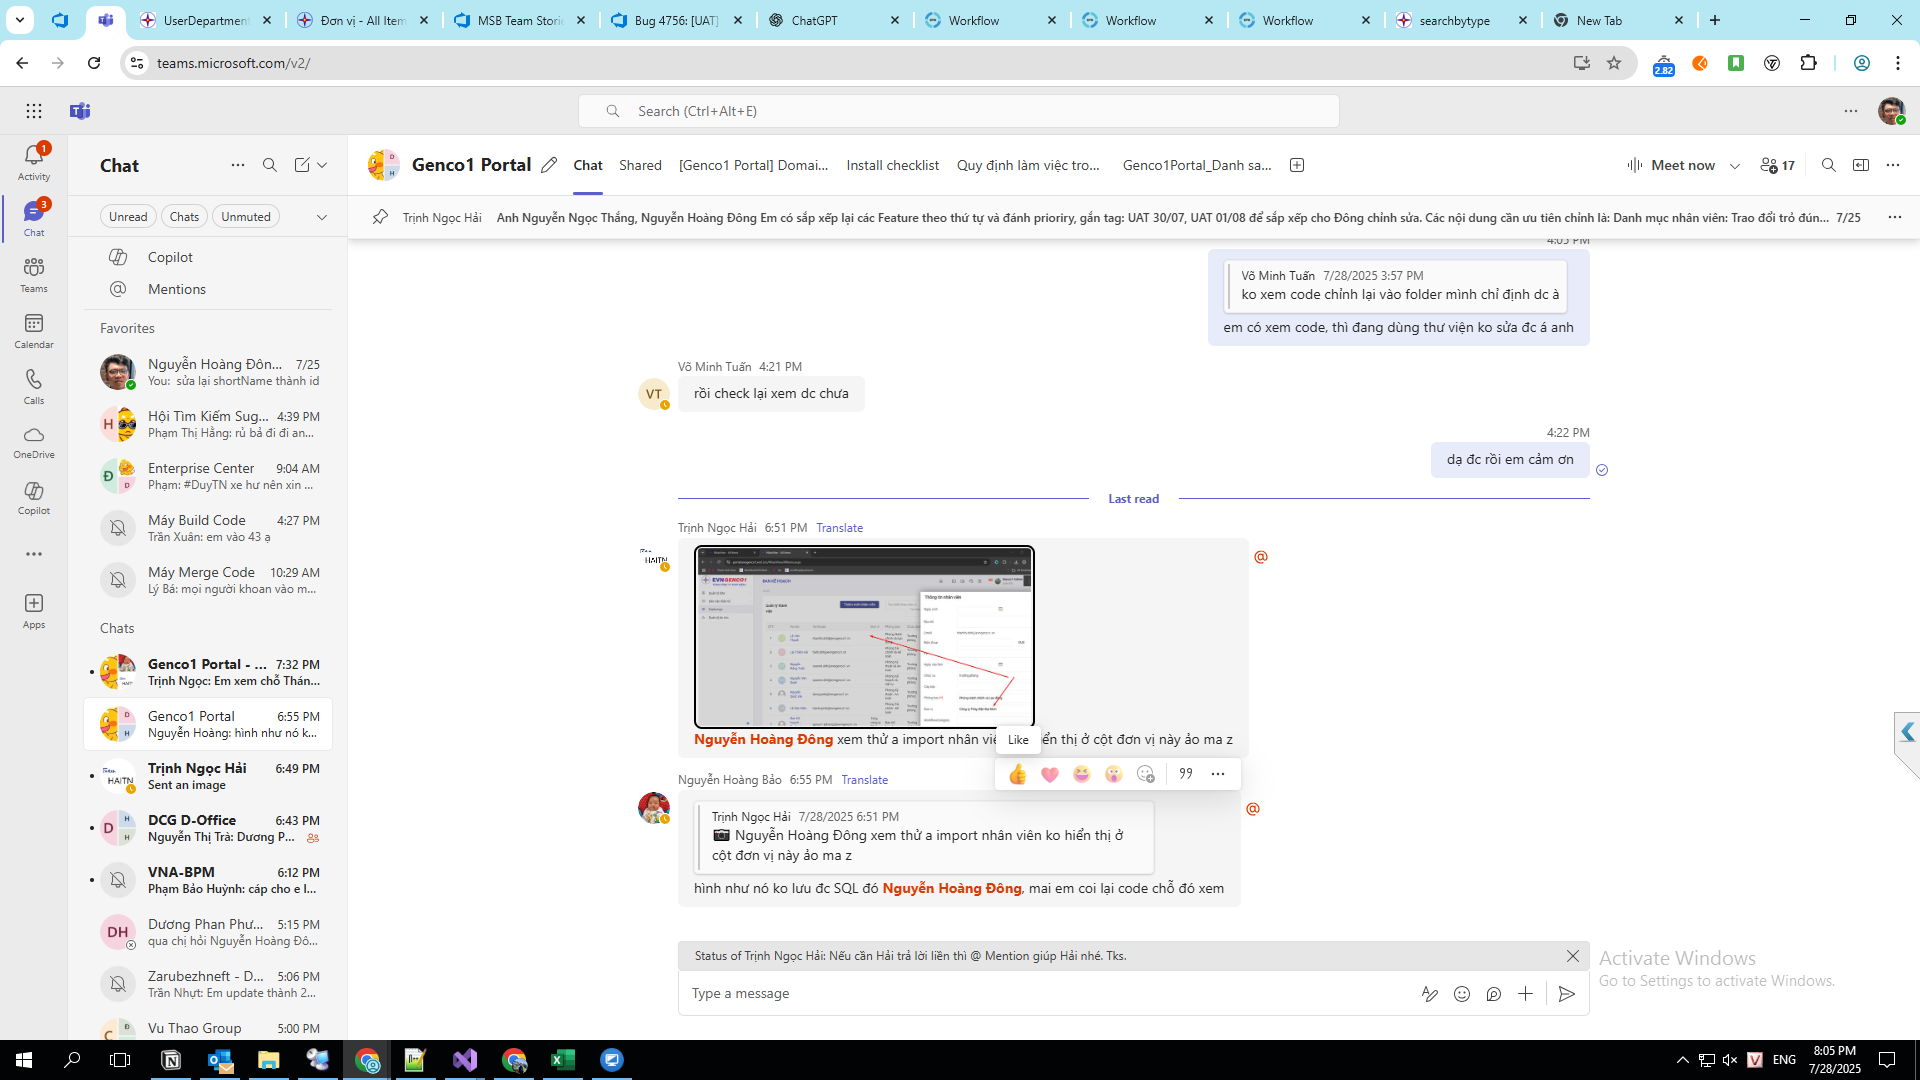 UserDepartment
Đơn vị - All Item
MSB Team Storie
Bug 4756: [UAT]
ChatGPT
Workflow
Workflow
Workflow
searchbytype
New Tab
teams.microsoft.com/v2/
2.82
Search (Ctrl+Alt+E)
1
Activity
3
Chat
Teams
Calendar
Calls
OneDrive
Copilot
Apps
Chat
Unread
Chats
Unmuted
Copilot
Mentions
Favorites
Nguyễn Hoàng Đôn... 7/25
You: sửa lại shortName thành id
H
Hội Tìm Kiếm Sug... 4:39 PM
Phạm Thị Hằng: rủ bả đi đi an...
Đ
D
Enterprise Center 9:04 AM
Phạm: #DuyTN xe hư nên xin ...
Máy Build Code 4:27 PM
Trần Xuân: em vào 43 ạ
Máy Merge Code 10:29 AM
Lý Bá: mọi người khoan vào m...
Chats
Genco1 Portal - ... 7:32 PM
Trịnh Ngọc: Em xem chỗ Thán...
D
H
Genco1 Portal 6:55 PM
Nguyễn Hoàng: hình như nó k...
HAITN
Trịnh Ngọc Hải 6:49 PM
Sent an image
D
H
H
DCG D-Office 6:43 PM
Nguyễn Thị Trà: Dương P...
VNA-BPM 6:12 PM
Phạm Bảo Huỳnh: cáp cho e l...
DH
Dương Phan Phư... 5:15 PM
qua chị hỏi Nguyễn Hoàng Đô...
Zarubezhneft - D... 5:06 PM
Trần Nhựt: Em update thành 2...
C
Đ
Vu Thao Group 5:00 PM
D
H
Genco1 Portal
Chat
Shared
[Genco1 Portal] Domai...
Install checklist
Quy định làm việc tro...
Genco1Portal_Danh sa...
Meet now
17
Trịnh Ngọc Hải Anh Nguyễn Ngọc Thắng, Nguyễn Hoàng Đông Em có sắp xếp lại các Feature theo thứ tự và đánh prioriry, gắn tag: UAT 30/07, UAT 01/08 để sắp xếp cho Đông chỉnh sửa. Các nội dung cần ưu tiên chỉnh là: Danh mục nhân viên: Trao đổi trỏ đún... 7/25
4:05 PM
Võ Minh Tuấn 7/28/2025 3:57 PM
ko xem code chỉnh lại vào folder mình chỉ định dc à
em có xem code, thì đang dùng thư viện ko sửa đc á anh
Võ Minh Tuấn 4:21 PM
VT
rồi check lại xem dc chưa
4:22 PM
dạ đc rồi em cảm ơn
Last read
Trịnh Ngọc Hải 6:51 PM Translate
HAITN
EVNGENCO1
Thông tin nhân viên
Nguyễn Hoàng Đông xem thử a import nhân viê
iển thị ở cột đơn vị này ảo ma z
Like
Nguyễn Hoàng Bảo 6:55 PM Translate
Trịnh Ngọc Hải 7/28/2025 6:51 PM
Nguyễn Hoàng Đông xem thử a import nhân viên ko hiển thị ở
cột đơn vị này ảo ma z
hình như nó ko lưu đc SQL đó Nguyễn Hoàng Đông, mai em coi lại code chỗ đó xem
Status of Trịnh Ngọc Hải: Nếu cần Hải trả lời liền thì @ Mention giúp Hải nhé. Tks.
Type a message
Activate Windows
Go to Settings to activate Windows.
ENG
8:05 PM
7/28/2025